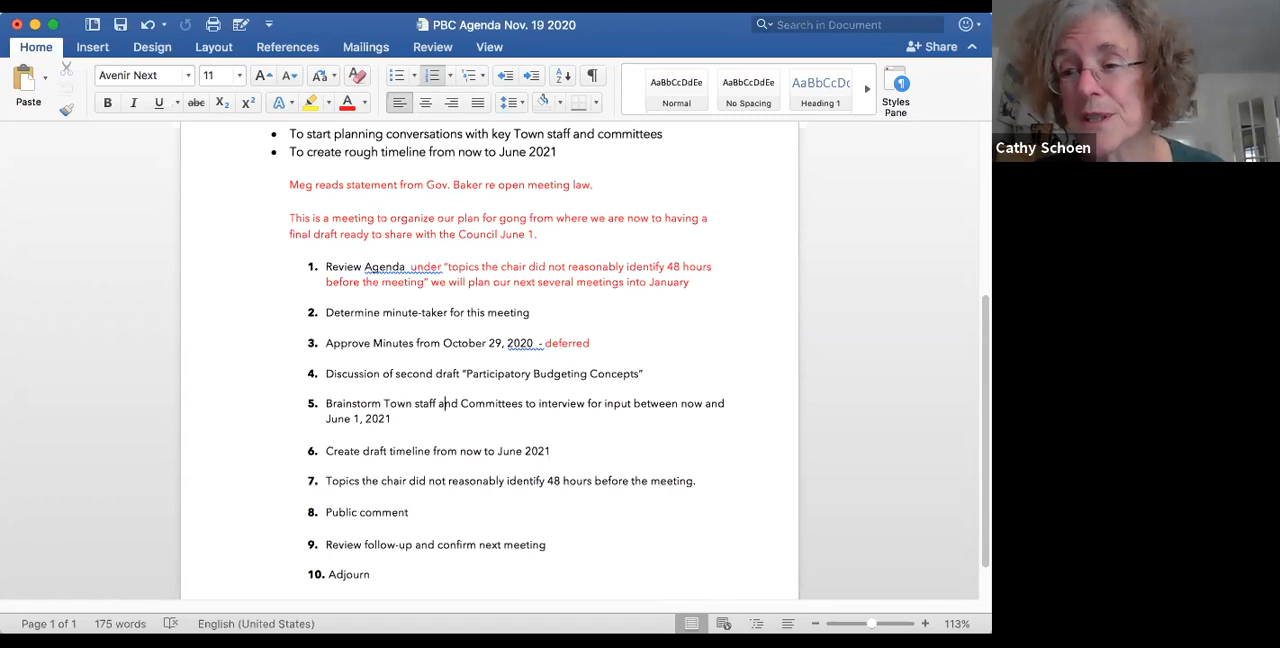 PBC Agenda Nov. 19 2020
Search in Document
Home Insert Design Layout References Mailings Review View
Share
Paste
Avenir Next 11
AaBbCcDdEe AaBbCcDdEe AaBbCcDc
Normal No Spacing Heading 1
Styles Pane
Cathy Schoen
• To start planning conversations with key Town staff and committees
• To create rough timeline from now to June 2021
Meg reads statement from Gov. Baker re open meeting law.
This is a meeting to organize our plan for gong from where we are now to having a
final draft ready to share with the Council June 1.
1. Review Agenda under "topics the chair did not reasonably identify 48 hours
before the meeting" we will plan our next several meetings into January
2. Determine minute-taker for this meeting
3. Approve Minutes from October 29, 2020 - deferred
4. Discussion of second draft "Participatory Budgeting Concepts"
5. Brainstorm Town staff and Committees to interview for input between now and
June 1, 2021
6. Create draft timeline from now to June 2021
7. Topics the chair did not reasonably identify 48 hours before the meeting.
8. Public comment
9. Review follow-up and confirm next meeting
10. Adjourn
Page 1 of 1 175 words English (United States) 113%